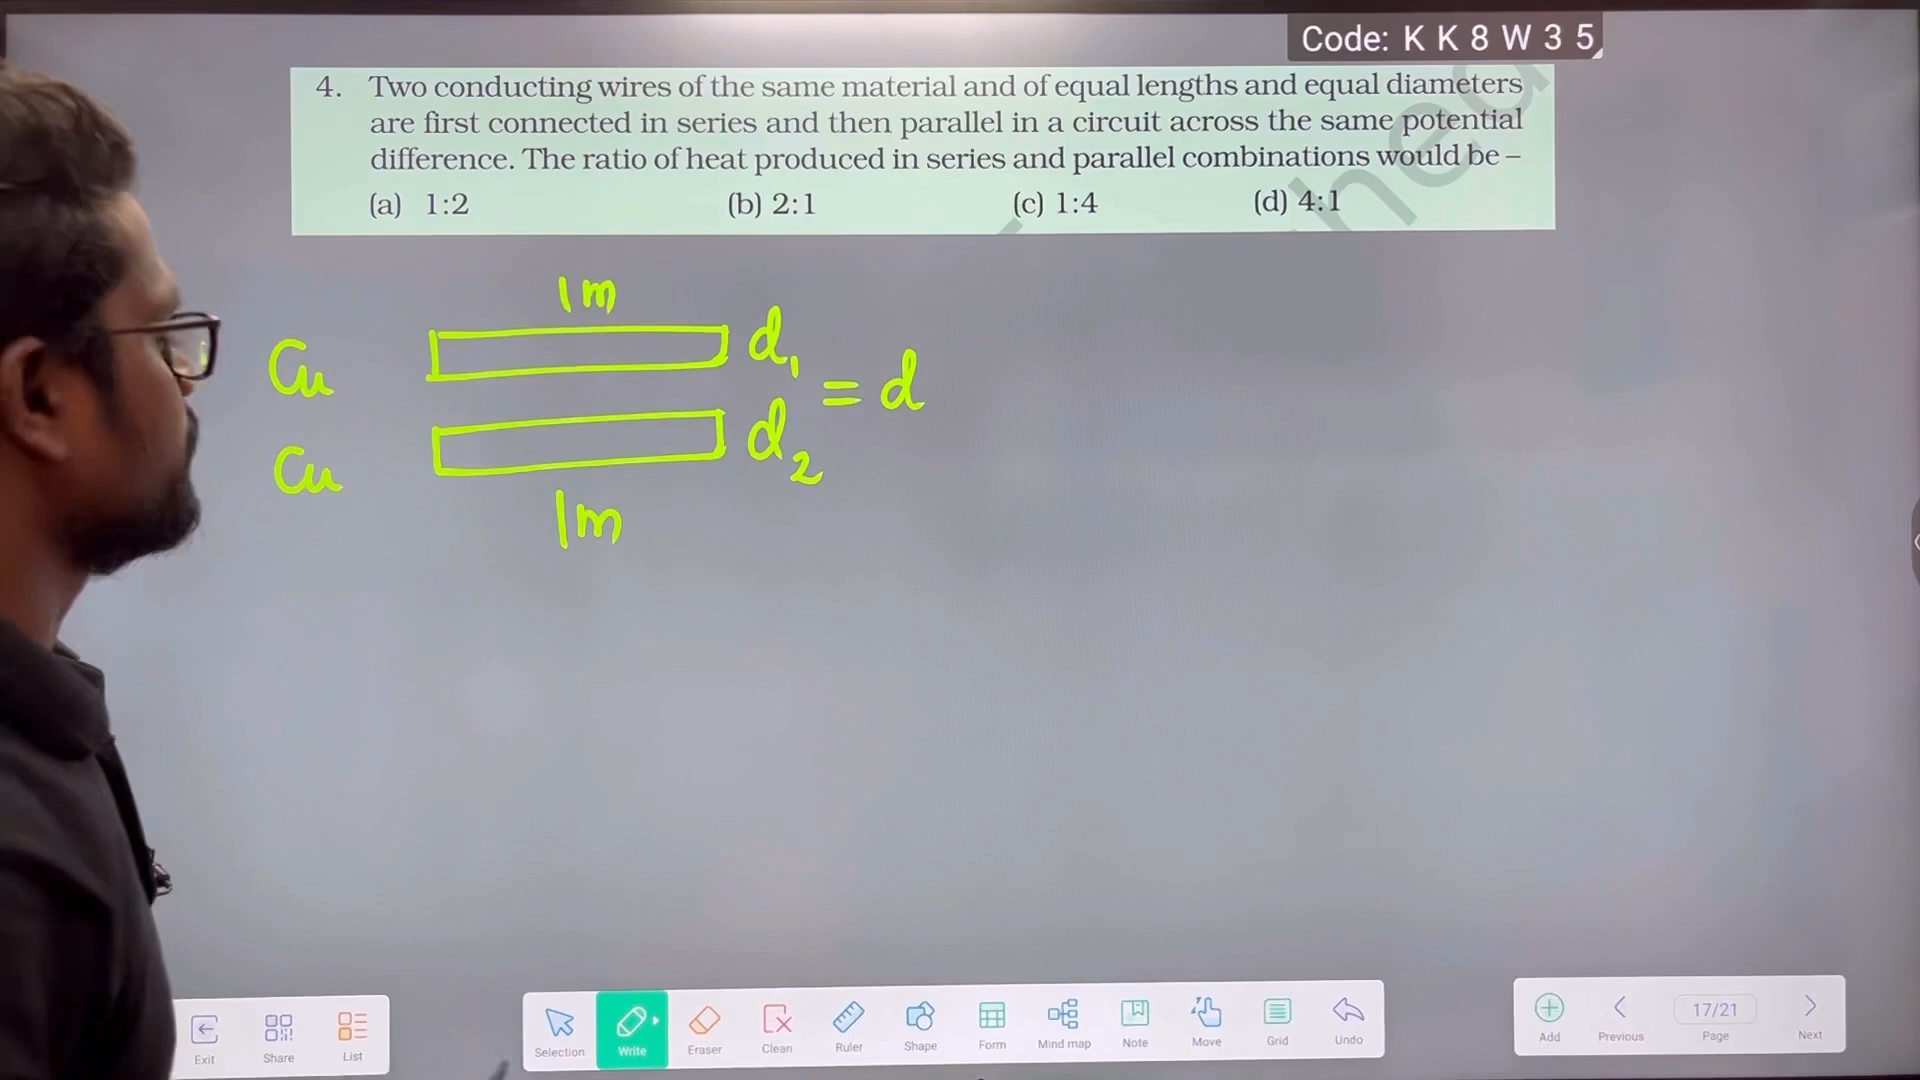 Code: K K 8 W 3 5
4. Two conducting wires of the same material and of equal lengths and equal diameters
are first connected in series and then parallel in a circuit across the same potential
difference. The ratio of heat produced in series and parallel combinations would be –
(a) 1:2 (b) 2:1 (c) 1:4 (d) 4:1
1m
Cu d₁
= d
Cu d₂
1m
Exit Share List Selection Write Eraser Clean Ruler Shape Form Mind map Note Move Grid Undo Add Previous 17/21 Page Next